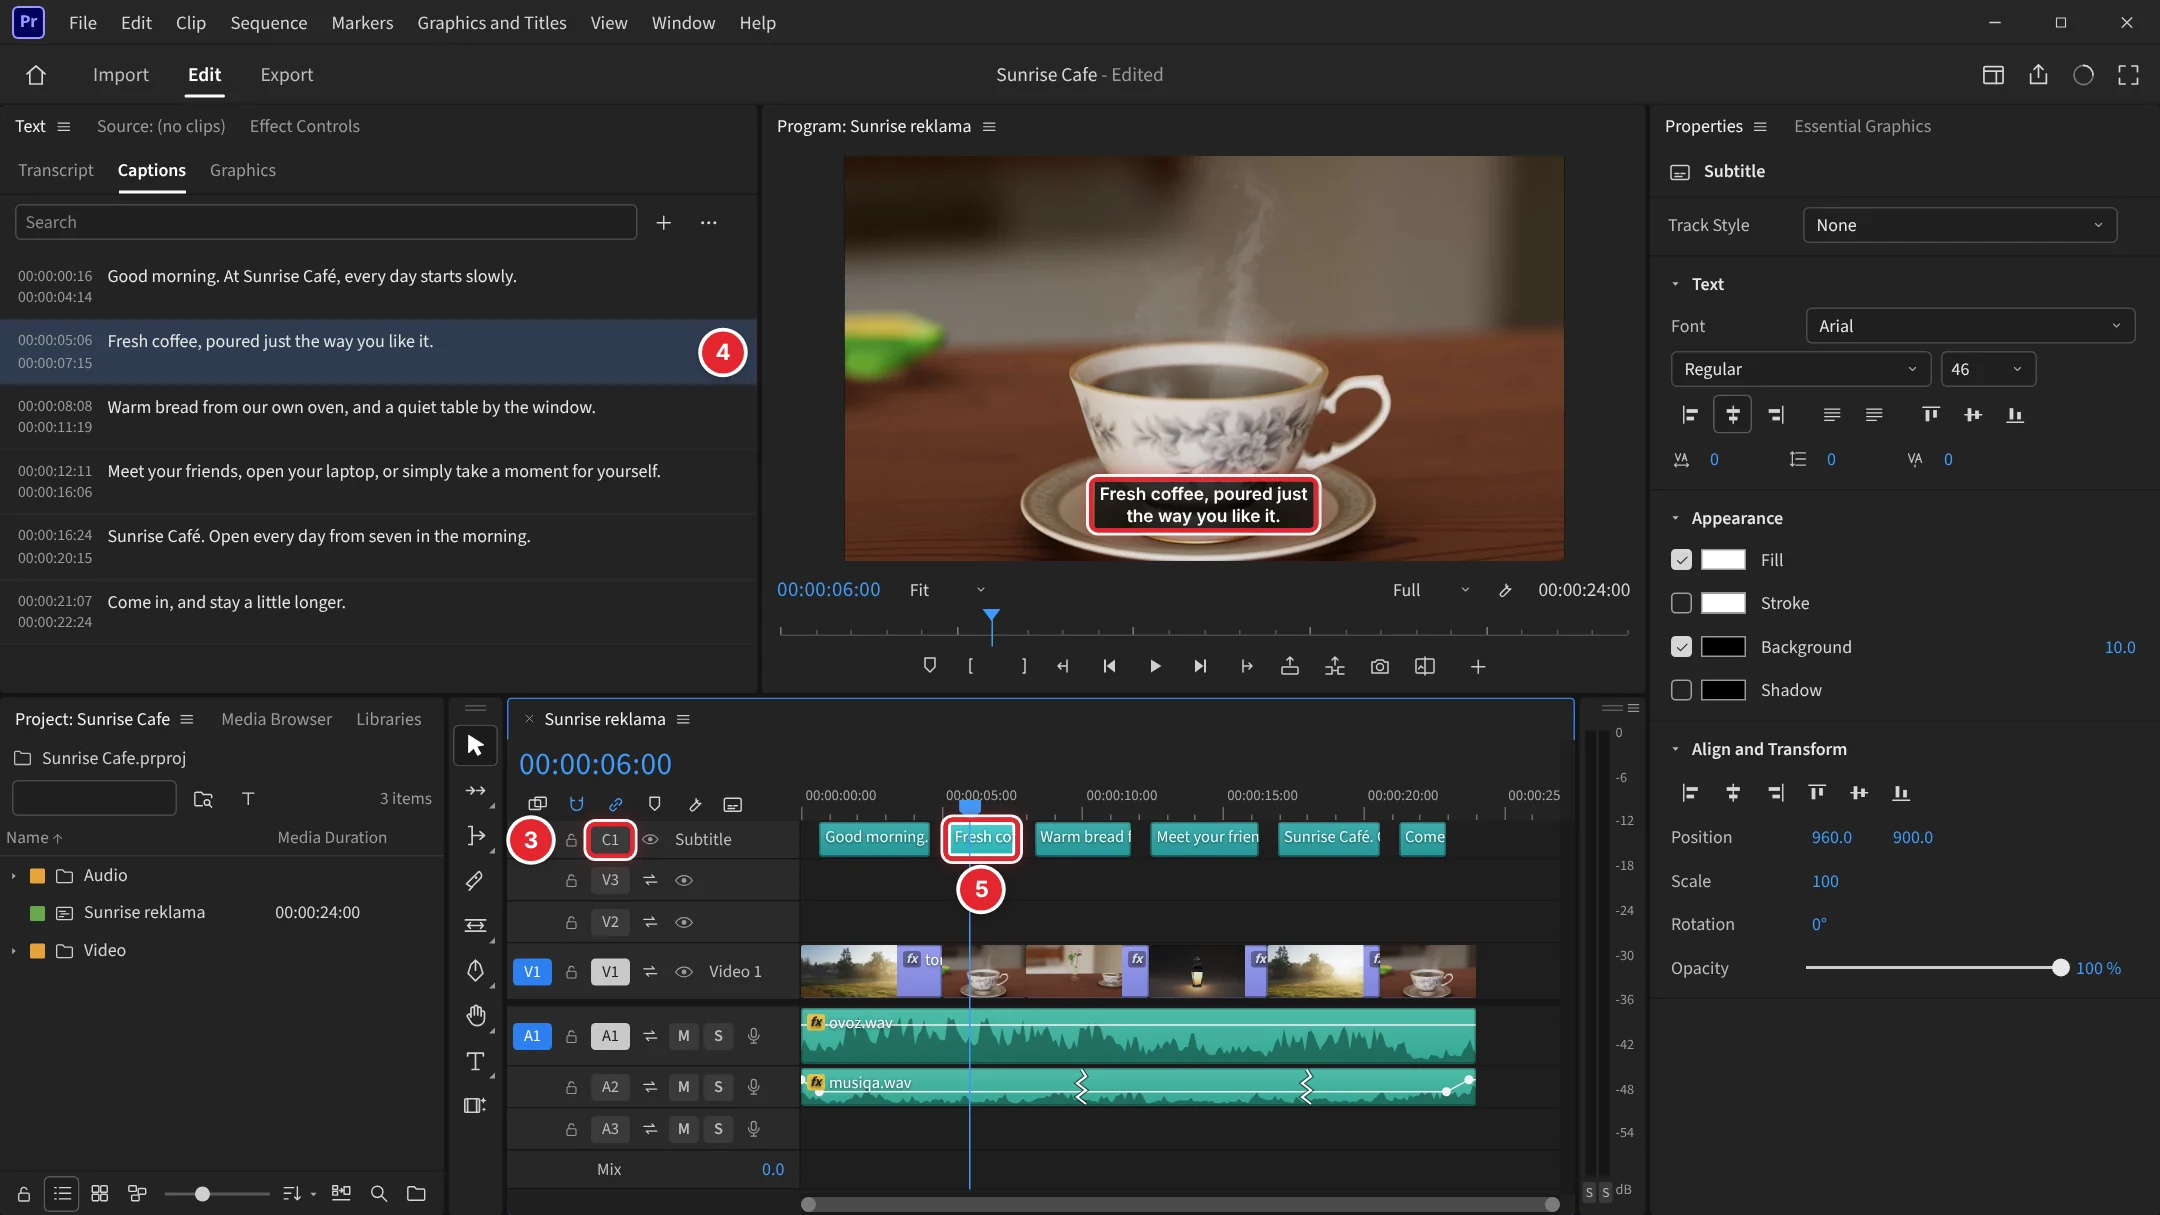 Pr File Edit Clip Sequence Markers Graphics and Titles View Window Help
Import Edit Export
Sunrise Cafe - Edited
Text Source: (no clips) Effect Controls
Transcript Captions Graphics
Search
00:00:00:16 Good morning. At Sunrise Café, every day starts slowly.
00:00:04:14
00:00:05:06 Fresh coffee, poured just the way you like it.
00:00:07:15
4
00:00:08:08 Warm bread from our own oven, and a quiet table by the window.
00:00:11:19
00:00:12:11 Meet your friends, open your laptop, or simply take a moment for yourself.
00:00:16:06
00:00:16:24 Sunrise Café. Open every day from seven in the morning.
00:00:20:15
00:00:21:07 Come in, and stay a little longer.
00:00:22:24
Program: Sunrise reklama
Fresh coffee, poured just
the way you like it.
00:00:06:00 Fit Full 00:00:24:00
Properties Essential Graphics
Subtitle
Track Style None
Text
Font Arial
Regular 46
VA 0 0 VA 0
Appearance
Fill
Stroke
Background 10.0
Shadow
Align and Transform
Position 960.0 900.0
Scale 100
Rotation 0°
Opacity 100 %
Project: Sunrise Cafe Media Browser Libraries
Sunrise Cafe.prproj
3 items
Name Media Duration
Audio
Sunrise reklama 00:00:24:00
Video
Sunrise reklama
00:00:06:00
00:00:00:00 00:00:05:00 00:00:10:00 00:00:15:00 00:00:20:00 00:00:25
3 C1 Subtitle Good morning. Fresh co Warm bread Meet your frien Sunrise Café. Come
5
V3
V2
V1 V1 Video 1 fx fx fx
A1 A1 M S fx ovoz.wav
A2 M S fx musiqa.wav
A3 M S
Mix 0.0
0
-6
-12
-18
-24
-30
-36
-42
-48
-54
S S dB